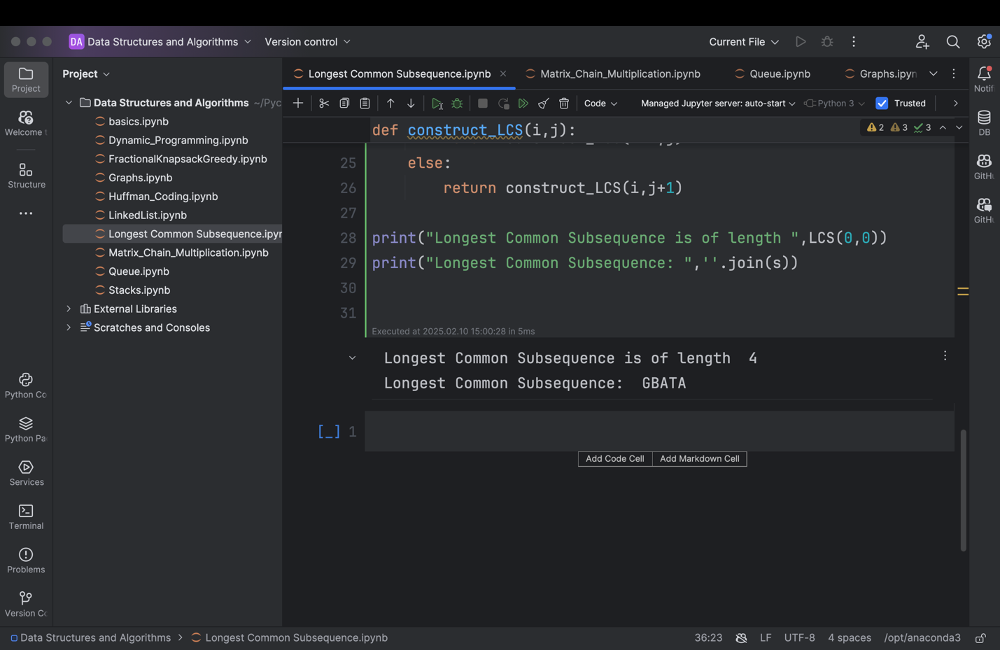 DA Data Structures and Algorithms Version control Current File
Project
Project
Longest Common Subsequence.ipynb Matrix_Chain_Multiplication.ipynb Queue.ipynb Graphs.ipyn
Notif
Welcome t
Structure
Data Structures and Algorithms ~/Pyc
basics.ipynb
Dynamic_Programming.ipynb
FractionalKnapsackGreedy.ipynb
Graphs.ipynb
Huffman_Coding.ipynb
LinkedList.ipynb
Longest Common Subsequence.ipyn
Matrix_Chain_Multiplication.ipynb
Queue.ipynb
Stacks.ipynb
External Libraries
Scratches and Consoles
Python Co
Python Pa
Services
Terminal
Problems
Version Co
Code Managed Jupyter server: auto-start Python 3 Trusted
def construct_LCS(i,j):
2 3 3
25 else:
26 return construct_LCS(i,j+1)
27
28 print("Longest Common Subsequence is of length ",LCS(0,0))
29 print("Longest Common Subsequence: ",''.join(s))
30
31
Executed at 2025.02.10 15:00:28 in 5ms
Longest Common Subsequence is of length  4
Longest Common Subsequence:  GBATA
[_] 1
Add Code Cell Add Markdown Cell
DB
GitHu
GitHu
Data Structures and Algorithms > Longest Common Subsequence.ipynb 36:23 LF UTF-8 4 spaces /opt/anaconda3